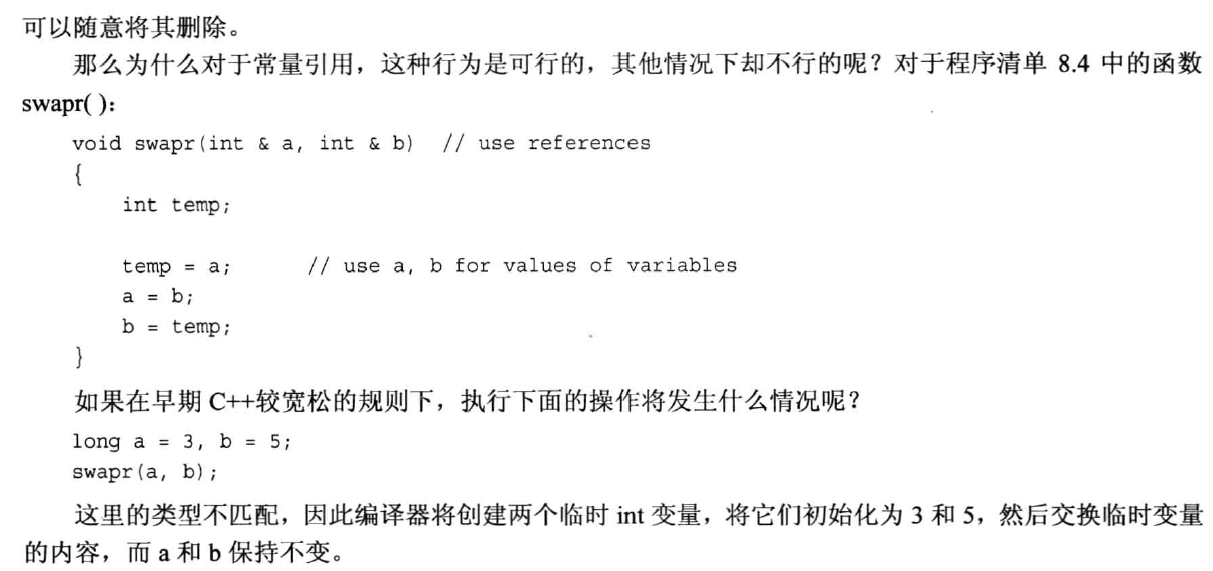 可以随意将其删除。
那么为什么对于常量引用，这种行为是可行的，其他情况下却不行的呢？对于程序清单 8.4 中的函数
swapr( )：
void swapr(int & a, int & b)  // use references
{
    int temp;
    temp = a;      // use a, b for values of variables
    a = b;
    b = temp;
}
如果在早期 C++较宽松的规则下，执行下面的操作将发生什么情况呢？
long a = 3, b = 5;
swapr(a, b);
这里的类型不匹配，因此编译器将创建两个临时 int 变量，将它们初始化为 3 和 5，然后交换临时变量
的内容，而 a 和 b 保持不变。